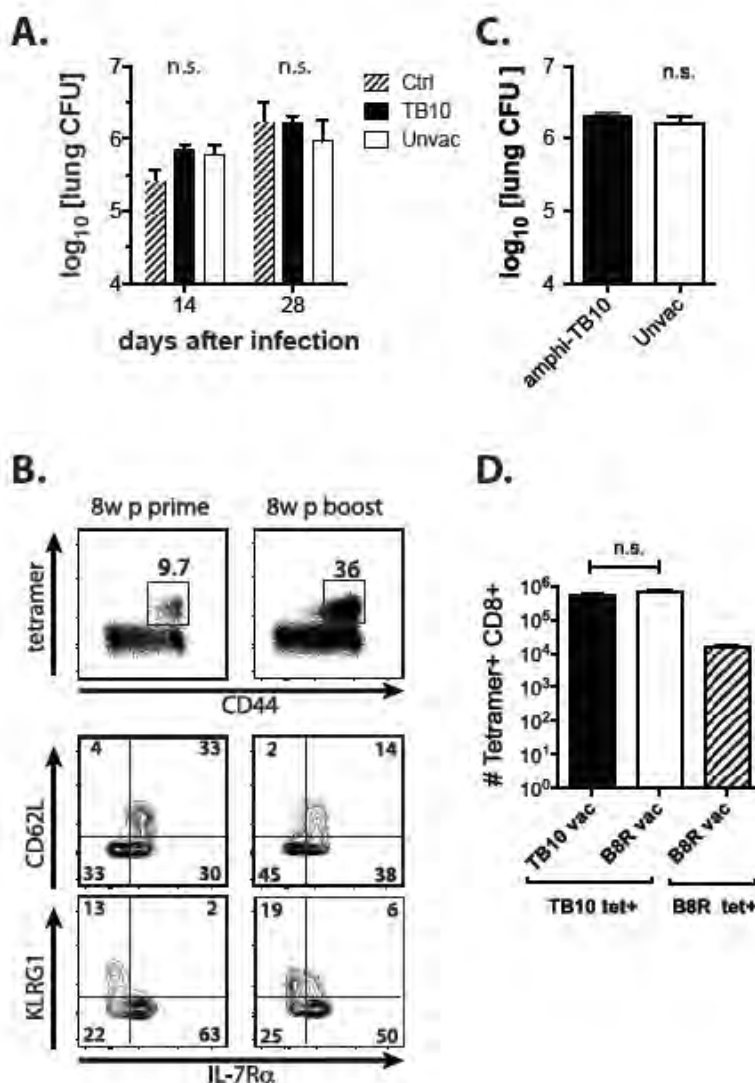 A.
n.s. n.s.
7
6
5
4
log10 [lung CFU]
14 28
days after infection
Ctrl
TB10
Unvac
C.
n.s.
7
6
5
4
log10 [lung CFU ]
amphi-TB10
Unvac
B.
8w p prime 8w p boost
9.7 36
tetramer
CD44
4 33 2 14
CD62L
33 30 45 38
13 2 19 6
KLRG1
22 63 25 50
IL-7Rα
D.
n.s.
10^6
10^5
10^4
10^3
10^2
10^1
10^0
# Tetramer+ CD8+
TB10 vac
B8R vac
B8R vac
TB10 tet+ B8R tet+